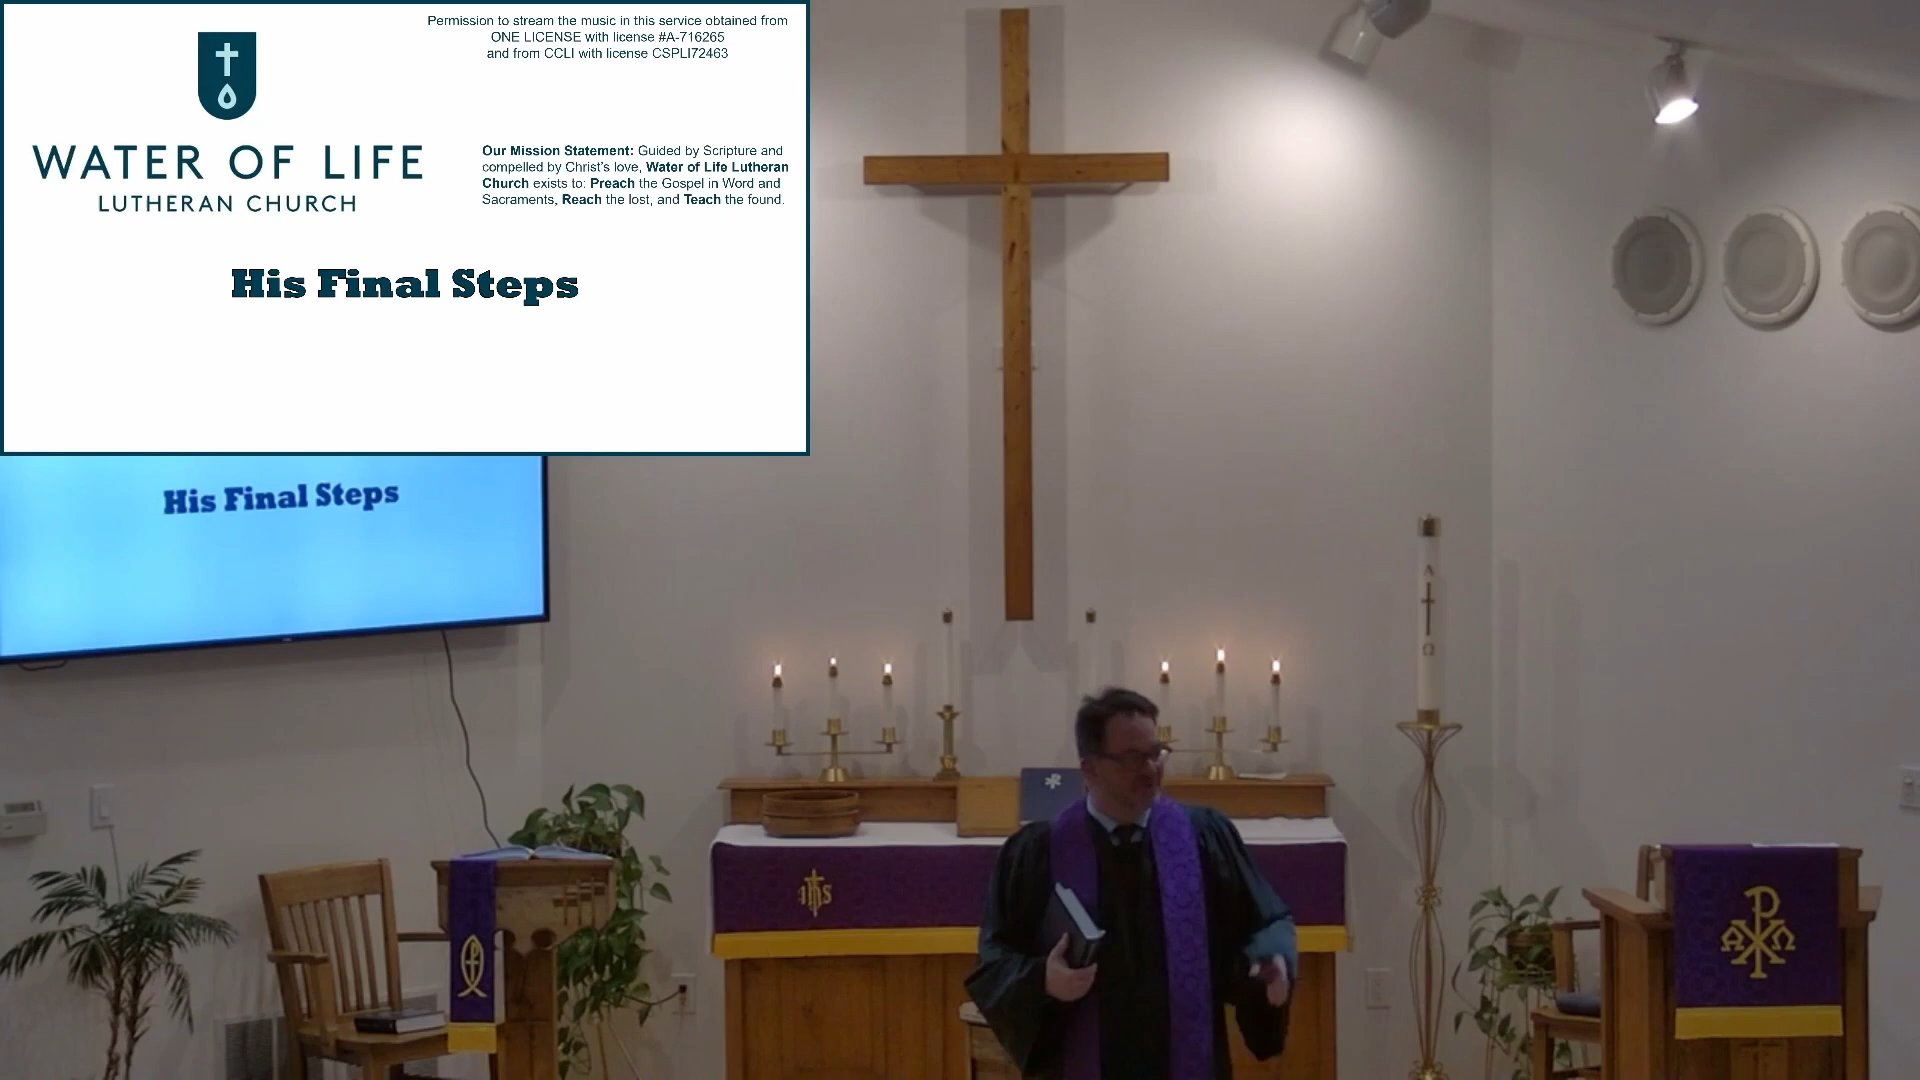 Permission to stream the music in this service obtained from
ONE LICENSE with license #A-716265
and from CCLI with license CSPLI72463
WATER OF LIFE
LUTHERAN CHURCH
Our Mission Statement: Guided by Scripture and
compelled by Christ's love, Water of Life Lutheran
Church exists to: Preach the Gospel in Word and
Sacraments, Reach the lost, and Teach the found.
His Final Steps
His Final Steps
Α
Ω
IHS
Α Ω